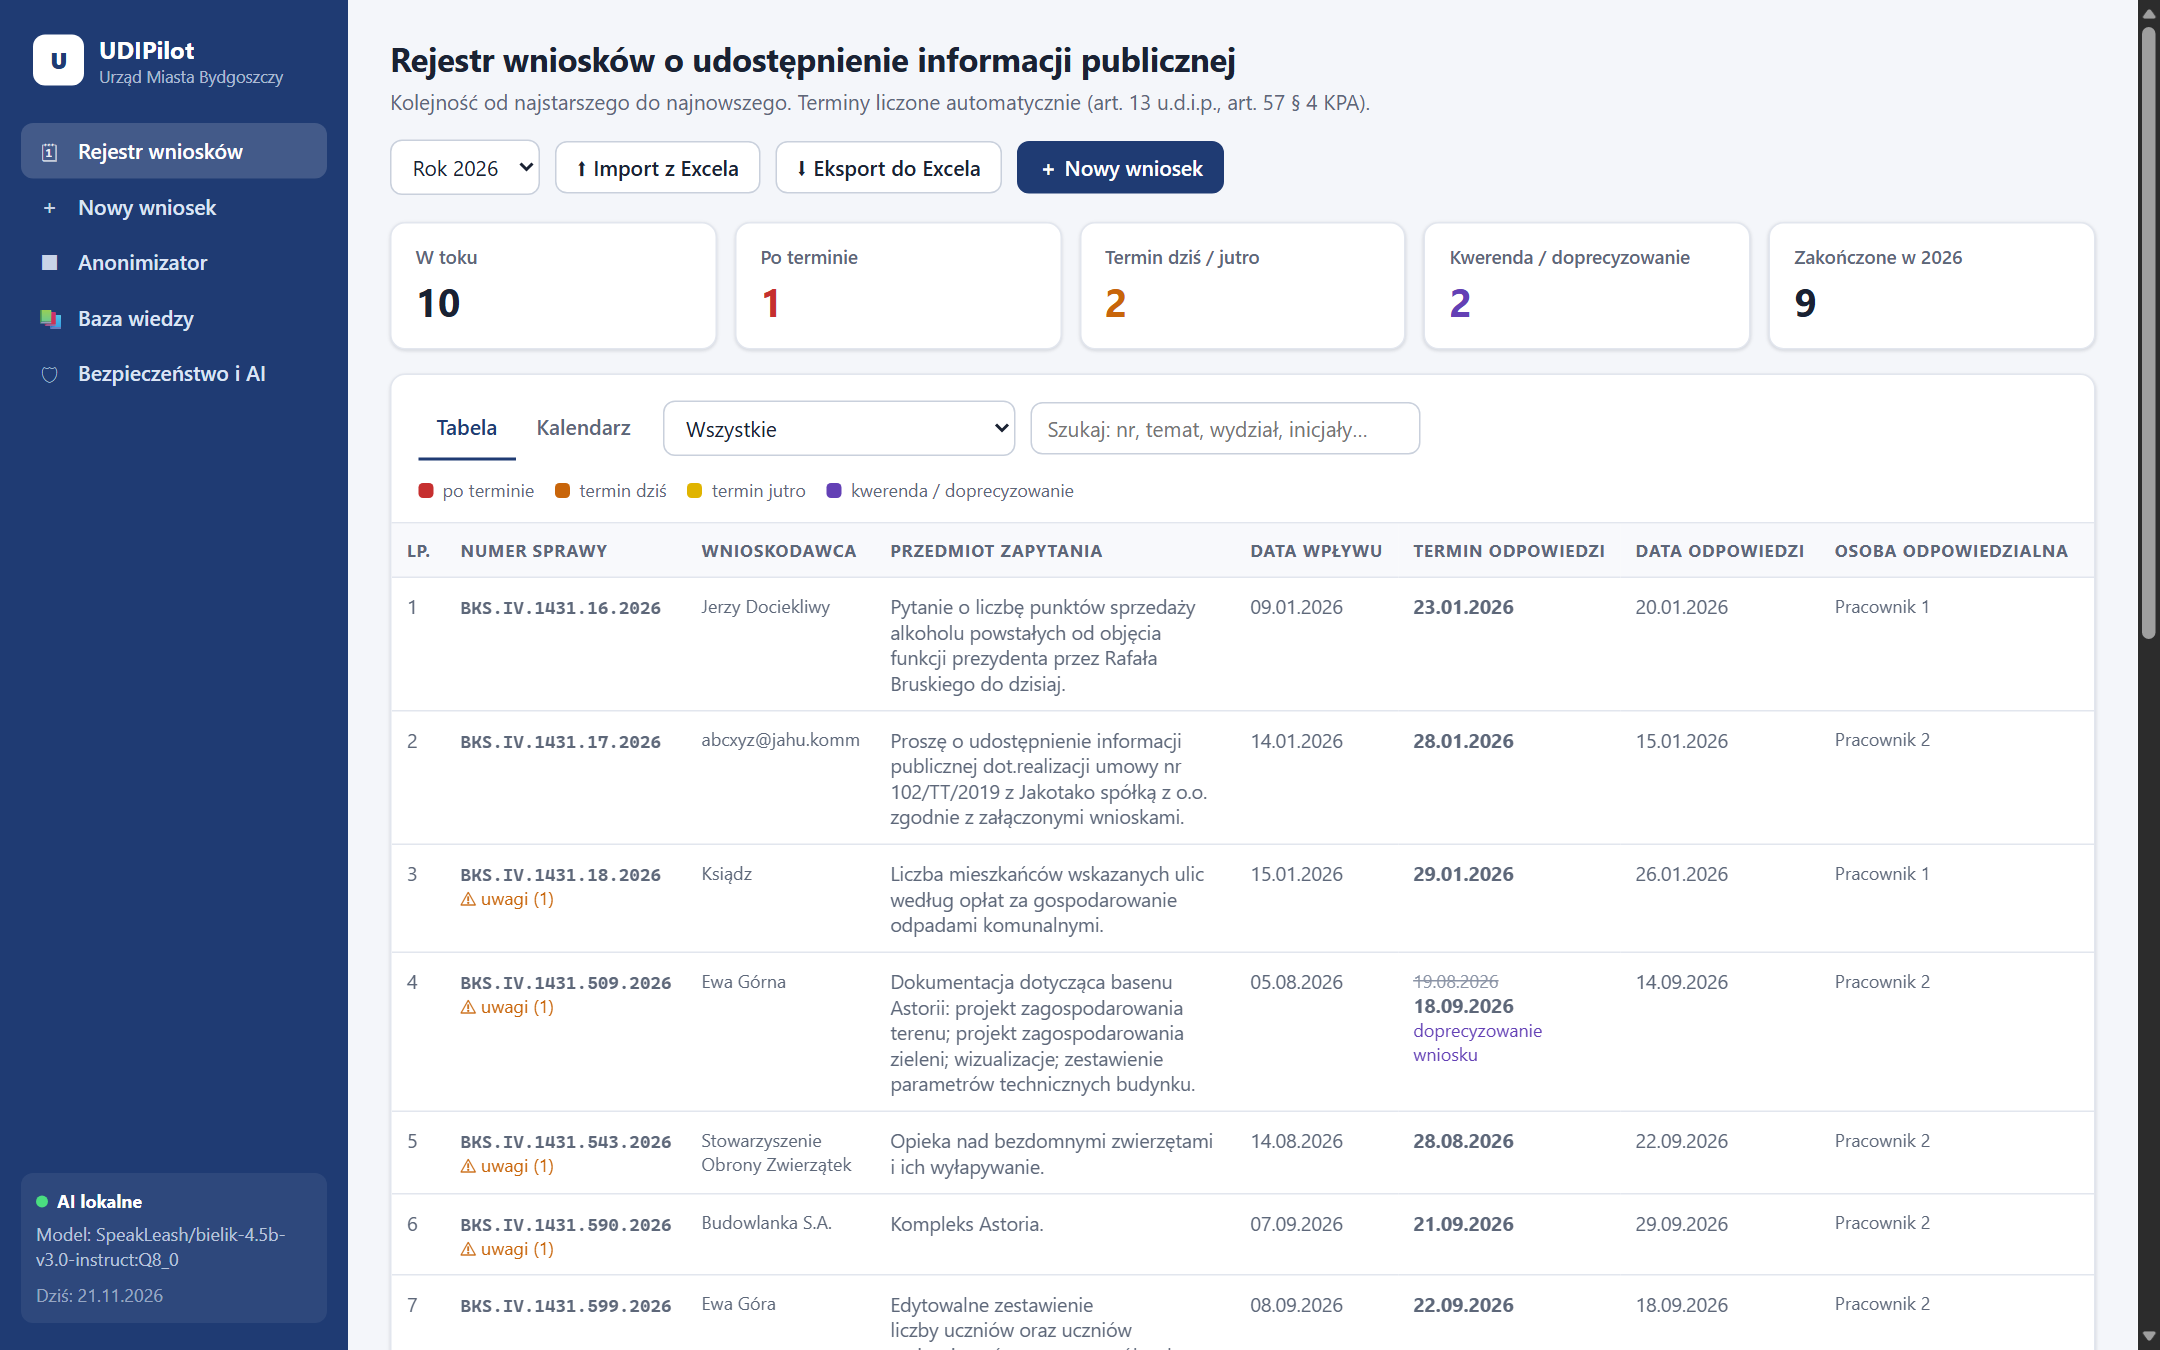 U
UDIPilot
Urząd Miasta Bydgoszczy
Rejestr wniosków
+ Nowy wniosek
Anonimizator
Baza wiedzy
Bezpieczeństwo i AI
AI lokalne
Model: SpeakLeash/bielik-4.5b-
v3.0-instruct:Q8_0
Dziś: 21.11.2026
Rejestr wniosków o udostępnienie informacji publicznej
Kolejność od najstarszego do najnowszego. Terminy liczone automatycznie (art. 13 u.d.i.p., art. 57 § 4 KPA).
Rok 2026
⬆ Import z Excela
⬇ Eksport do Excela
+ Nowy wniosek
W toku
10
Po terminie
1
Termin dziś / jutro
2
Kwerenda / doprecyzowanie
2
Zakończone w 2026
9
Tabela
Kalendarz
Wszystkie
Szukaj: nr, temat, wydział, inicjały...
po terminie
termin dziś
termin jutro
kwerenda / doprecyzowanie
LP. NUMER SPRAWY WNIOSKODAWCA PRZEDMIOT ZAPYTANIA DATA WPŁYWU TERMIN ODPOWIEDZI DATA ODPOWIEDZI OSOBA ODPOWIEDZIALNA
1 BKS.IV.1431.16.2026 Jerzy Dociekliwy Pytanie o liczbę punktów sprzedaży 09.01.2026 23.01.2026 20.01.2026 Pracownik 1
alkoholu powstałych od objęcia
funkcji prezydenta przez Rafała
Bruskiego do dzisiaj.
2 BKS.IV.1431.17.2026 abcxyz@jahu.komm Proszę o udostępnienie informacji 14.01.2026 28.01.2026 15.01.2026 Pracownik 2
publicznej dot.realizacji umowy nr
102/TT/2019 z Jakotako spółką z o.o.
zgodnie z załączonymi wnioskami.
3 BKS.IV.1431.18.2026 Ksiądz Liczba mieszkańców wskazanych ulic 15.01.2026 29.01.2026 26.01.2026 Pracownik 1
⚠ uwagi (1) według opłat za gospodarowanie
odpadami komunalnymi.
4 BKS.IV.1431.509.2026 Ewa Górna Dokumentacja dotycząca basenu 05.08.2026 19.08.2026 14.09.2026 Pracownik 2
⚠ uwagi (1) Astorii: projekt zagospodarowania 18.09.2026
terenu; projekt zagospodarowania doprecyzowanie
zieleni; wizualizacje; zestawienie wniosku
parametrów technicznych budynku.
5 BKS.IV.1431.543.2026 Stowarzyszenie Opieka nad bezdomnymi zwierzętami 14.08.2026 28.08.2026 22.09.2026 Pracownik 2
⚠ uwagi (1) Obrony Zwierzątek i ich wyłapywanie.
6 BKS.IV.1431.590.2026 Budowlanka S.A. Kompleks Astoria. 07.09.2026 21.09.2026 29.09.2026 Pracownik 2
⚠ uwagi (1)
7 BKS.IV.1431.599.2026 Ewa Góra Edytowalne zestawienie 08.09.2026 22.09.2026 18.09.2026 Pracownik 2
liczby uczniów oraz uczniów